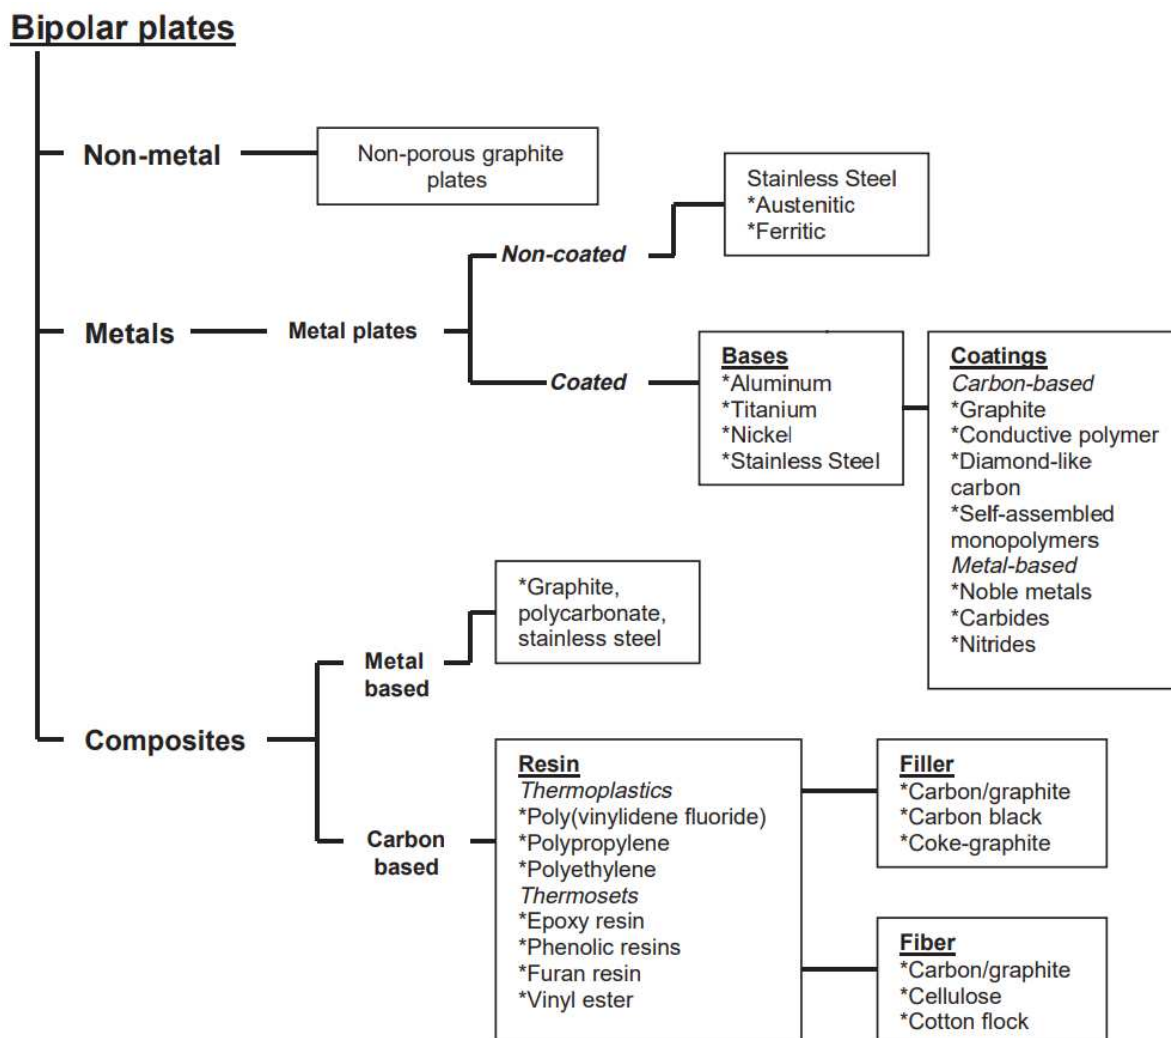 Bipolar plates
Non-metal
Non-porous graphite
plates
Metals
Metal plates
Non-coated
Stainless Steel
*Austenitic
*Ferritic
Coated
Bases
*Aluminum
*Titanium
*Nickel
*Stainless Steel
Coatings
Carbon-based
*Graphite
*Conductive polymer
*Diamond-like
carbon
*Self-assembled
monopolymers
Metal-based
*Noble metals
*Carbides
*Nitrides
Composites
Metal
based
*Graphite,
polycarbonate,
stainless steel
Carbon
based
Resin
Thermoplastics
*Poly(vinylidene fluoride)
*Polypropylene
*Polyethylene
Thermosets
*Epoxy resin
*Phenolic resins
*Furan resin
*Vinyl ester
Filler
*Carbon/graphite
*Carbon black
*Coke-graphite
Fiber
*Carbon/graphite
*Cellulose
*Cotton flock